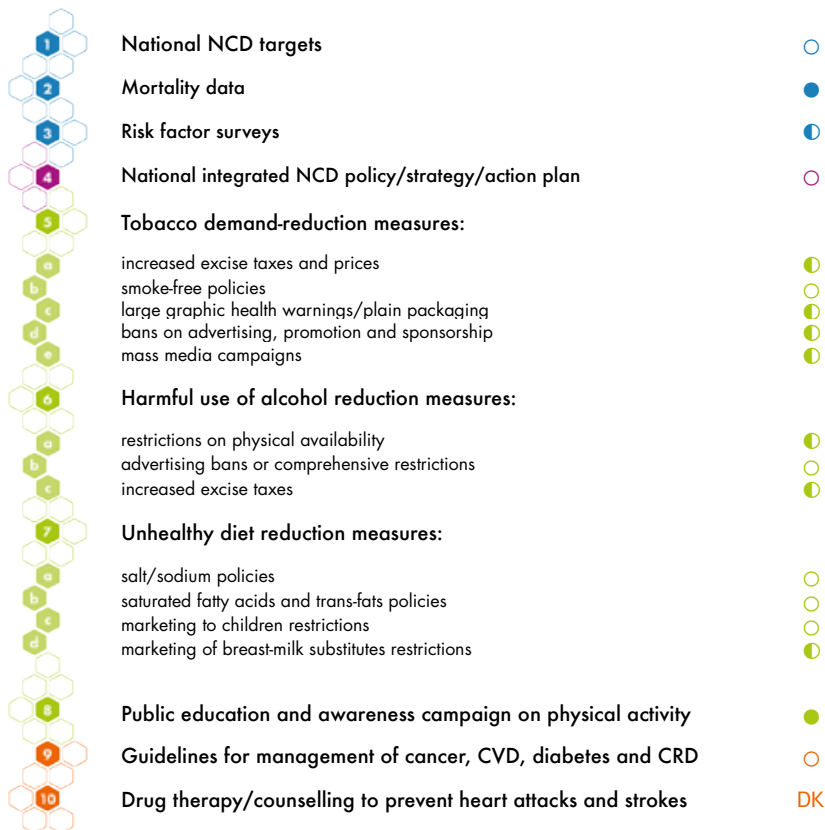 1 National NCD targets ○
2 Mortality data ●
3 Risk factor surveys ◐
4 National integrated NCD policy/strategy/action plan ○
5 Tobacco demand-reduction measures:
a increased excise taxes and prices ◐
b smoke-free policies ○
c large graphic health warnings/plain packaging ◐
d bans on advertising, promotion and sponsorship ◐
e mass media campaigns ◐
6 Harmful use of alcohol reduction measures:
a restrictions on physical availability ◐
b advertising bans or comprehensive restrictions ○
c increased excise taxes ◐
7 Unhealthy diet reduction measures:
a salt/sodium policies ○
b saturated fatty acids and trans-fats policies ○
c marketing to children restrictions ○
d marketing of breast-milk substitutes restrictions ◐
8 Public education and awareness campaign on physical activity ●
9 Guidelines for management of cancer, CVD, diabetes and CRD ○
10 Drug therapy/counselling to prevent heart attacks and strokes DK